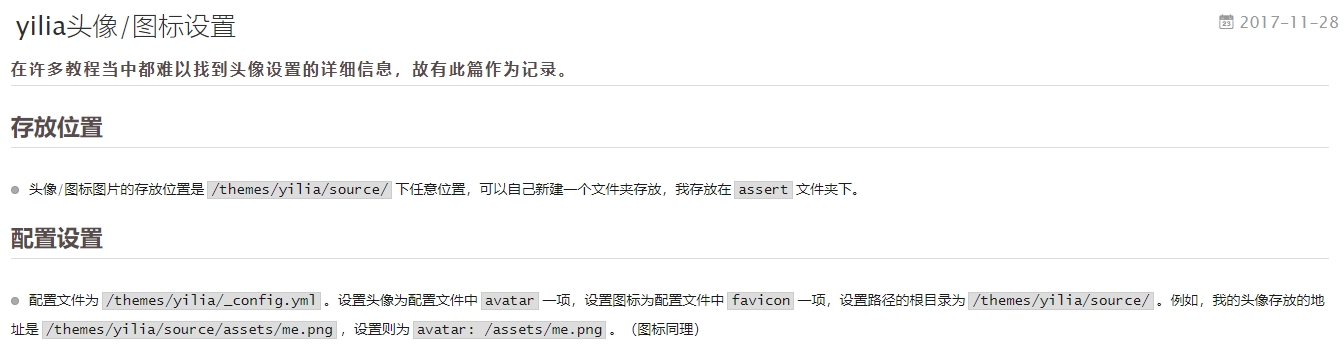 yilia头像/图标设置
2017-11-28
在许多教程当中都难以找到头像设置的详细信息，故有此篇作为记录。
存放位置
头像/图标图片的存放位置是 /themes/yilia/source/ 下任意位置，可以自己新建一个文件夹存放，我存放在 assert 文件夹下。
配置设置
配置文件为 /themes/yilia/_config.yml 。设置头像为配置文件中 avatar 一项，设置图标为配置文件中 favicon 一项，设置路径的根目录为 /themes/yilia/source/ 。例如，我的头像存放的地
址是 /themes/yilia/source/assets/me.png ，设置则为 avatar: /assets/me.png 。（图标同理）